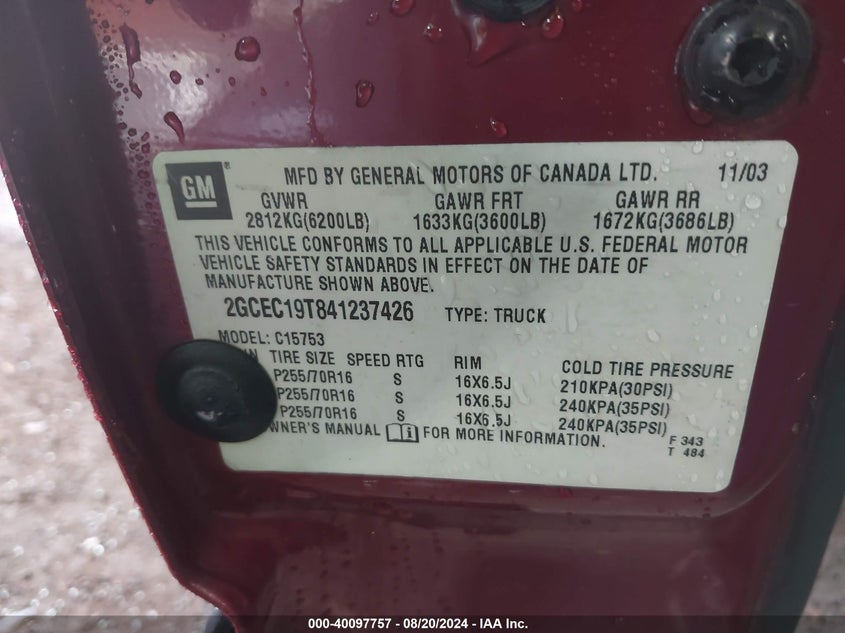 GM ® MFD BY GENERAL MOTORS OF CANADA LTD. 11/03
GVWR GAWR FRT GAWR RR
2812KG(6200LB) 1633KG(3600LB) 1672KG(3686LB)
THIS VEHICLE CONFORMS TO ALL APPLICABLE U.S. FEDERAL MOTOR
VEHICLE SAFETY STANDARDS IN EFFECT ON THE DATE OF
MANUFACTURE SHOWN ABOVE.
2GCEC19T841237426 TYPE: TRUCK
MODEL: C15753
TIRE SIZE SPEED RTG RIM COLD TIRE PRESSURE
P255/70R16 S 16X6.5J 210KPA(30PSI)
P255/70R16 S 16X6.5J 240KPA(35PSI)
P255/70R16 S 16X6.5J 240KPA(35PSI)
WNER'S MANUAL FOR MORE INFORMATION. F 343
T 484
000-40097757 - 08/20/2024 - IAA Inc.